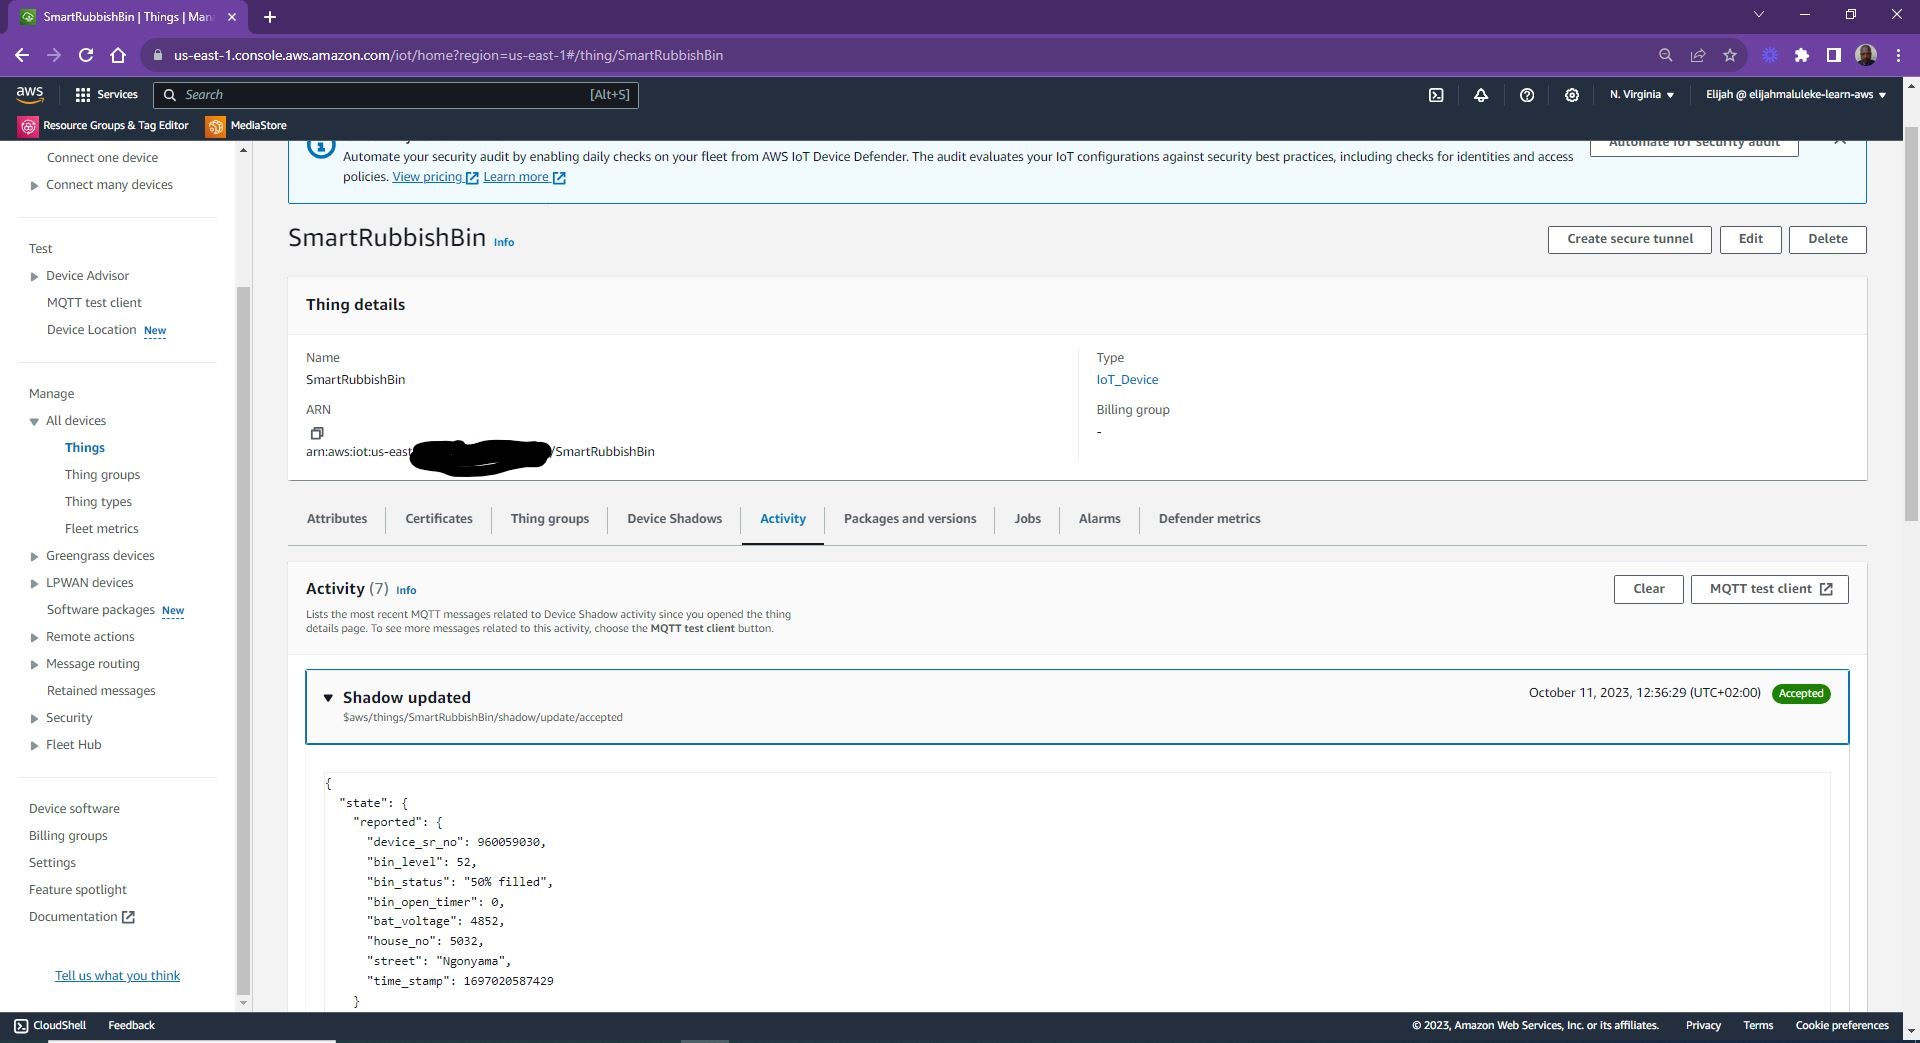 SmartRubbishBin | Things | Mana
us-east-1.console.aws.amazon.com/iot/home?region=us-east-1#/thing/SmartRubbishBin
aws
Services
Search
[Alt+S]
N. Virginia
Elijah @ elijahmaluleke-learn-aws
Resource Groups & Tag Editor
MediaStore
Connect one device
Connect many devices
Test
Device Advisor
MQTT test client
Device Location New
Manage
All devices
Things
Thing groups
Thing types
Fleet metrics
Greengrass devices
LPWAN devices
Software packages New
Remote actions
Message routing
Retained messages
Security
Fleet Hub
Device software
Billing groups
Settings
Feature spotlight
Documentation
Tell us what you think
Automate your security audit by enabling daily checks on your fleet from AWS IoT Device Defender. The audit evaluates your IoT configurations against security best practices, including checks for identities and access
policies. View pricing Learn more
Automate IoT security audit
SmartRubbishBin Info
Create secure tunnel
Edit
Delete
Thing details
Name
SmartRubbishBin
ARN
arn:aws:iot:us-east
/SmartRubbishBin
Type
IoT_Device
Billing group
-
Attributes
Certificates
Thing groups
Device Shadows
Activity
Packages and versions
Jobs
Alarms
Defender metrics
Activity (7) Info
Lists the most recent MQTT messages related to Device Shadow activity since you opened the thing
details page. To see more messages related to this activity, choose the MQTT test client button.
Clear
MQTT test client
Shadow updated
$aws/things/SmartRubbishBin/shadow/update/accepted
October 11, 2023, 12:36:29 (UTC+02:00)
Accepted
{
"state": {
"reported": {
"device_sr_no": 960059030,
"bin_level": 52,
"bin_status": "50% filled",
"bin_open_timer": 0,
"bat_voltage": 4852,
"house_no": 5032,
"street": "Ngonyama",
"time_stamp": 1697020587429
}
CloudShell
Feedback
© 2023, Amazon Web Services, Inc. or its affiliates.
Privacy
Terms
Cookie preferences